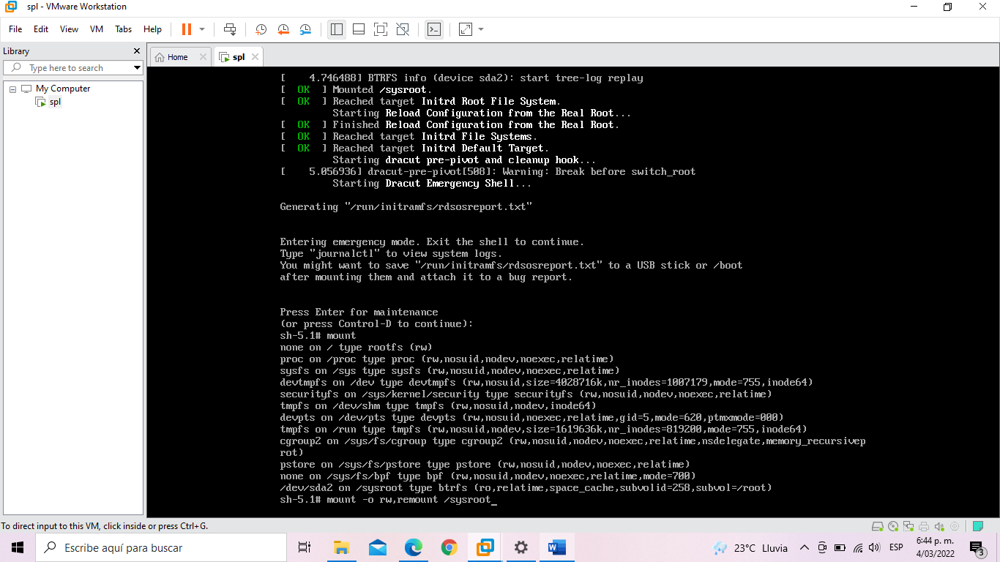 spl - VMware Workstation
File Edit View VM Tabs Help
Library
Type here to search
My Computer
spl
Home
spl
[    4.746488] BTRFS info (device sda2): start tree-log replay
[  OK  ] Mounted /sysroot.
[  OK  ] Reached target Initrd Root File System.
         Starting Reload Configuration from the Real Root...
[  OK  ] Finished Reload Configuration from the Real Root.
[  OK  ] Reached target Initrd File Systems.
[  OK  ] Reached target Initrd Default Target.
         Starting dracut pre-pivot and cleanup hook...
[    5.056936] dracut-pre-pivot[508]: Warning: Break before switch_root
         Starting Dracut Emergency Shell...
Generating "/run/initramfs/rdsosreport.txt"
Entering emergency mode. Exit the shell to continue.
Type "journalctl" to view system logs.
You might want to save "/run/initramfs/rdsosreport.txt" to a USB stick or /boot
after mounting them and attach it to a bug report.
Press Enter for maintenance
(or press Control-D to continue):
sh-5.1# mount
none on / type rootfs (rw)
proc on /proc type proc (rw,nosuid,nodev,noexec,relatime)
sysfs on /sys type sysfs (rw,nosuid,nodev,noexec,relatime)
devtmpfs on /dev type devtmpfs (rw,nosuid,size=4028716k,nr_inodes=1007179,mode=755,inode64)
securityfs on /sys/kernel/security type securityfs (rw,nosuid,nodev,noexec,relatime)
tmpfs on /dev/shm type tmpfs (rw,nosuid,nodev,inode64)
devpts on /dev/pts type devpts (rw,nosuid,noexec,relatime,gid=5,mode=620,ptmxmode=000)
tmpfs on /run type tmpfs (rw,nosuid,nodev,size=1619636k,nr_inodes=819200,mode=755,inode64)
cgroup2 on /sys/fs/cgroup type cgroup2 (rw,nosuid,nodev,noexec,relatime,nsdelegate,memory_recursivep
rot)
pstore on /sys/fs/pstore type pstore (rw,nosuid,nodev,noexec,relatime)
none on /sys/fs/bpf type bpf (rw,nosuid,nodev,noexec,relatime,mode=700)
/dev/sda2 on /sysroot type btrfs (ro,relatime,space_cache,subvolid=258,subvol=/root)
sh-5.1# mount -o rw,remount /sysroot_
To direct input to this VM, click inside or press Ctrl+G.
Escribe aquí para buscar
23°C Lluvia
ESP
6:44 p. m.
4/03/2022
3